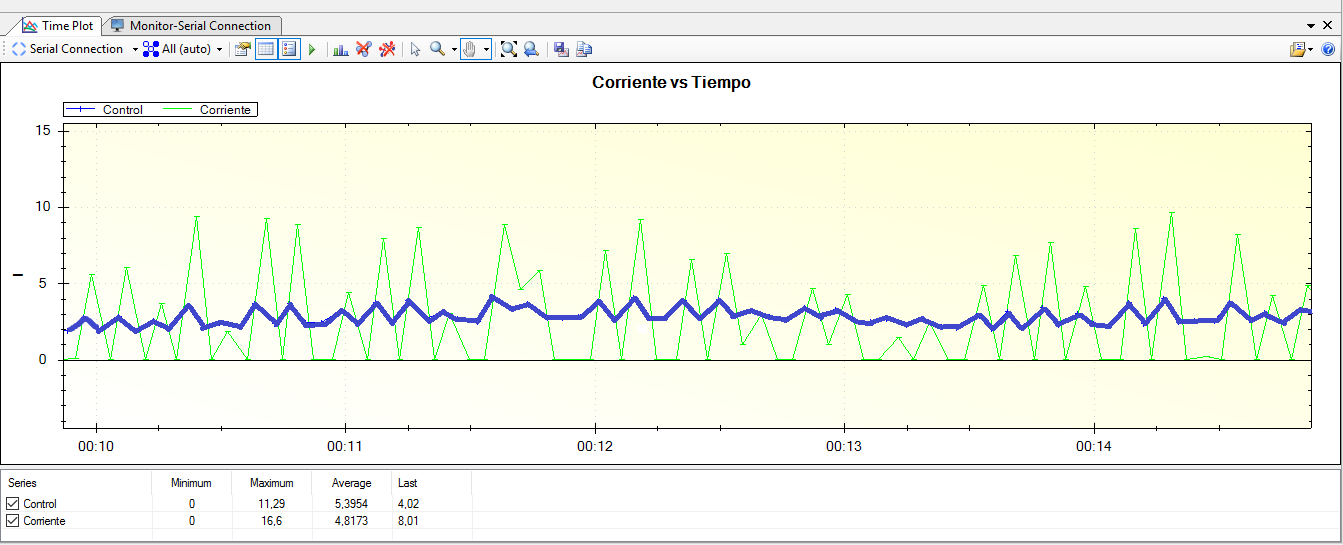 Time Plot Monitor-Serial Connection
Serial Connection All (auto)
Corriente vs Tiempo
Control Corriente
15
10
5
0
I
00:10 00:11 00:12 00:13 00:14
Series Minimum Maximum Average Last
Control 0 11,29 5,3954 4,02
Corriente 0 16,6 4,8173 8,01